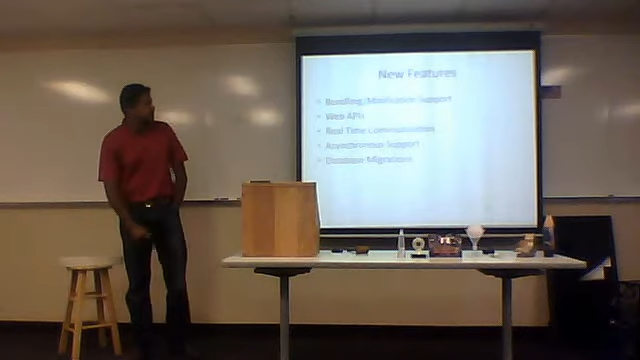 New Features
Bundling/Minification Support
Web APIs
Real Time Communication
Asynchronous Support
Database Migrations